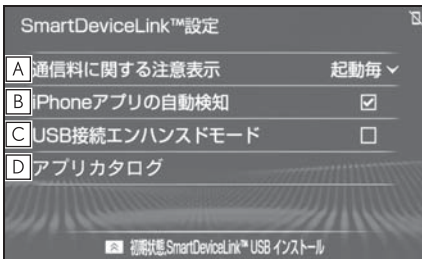 SmartDeviceLink™設定
A 通信料に関する注意表示 起動毎
B iPhoneアプリの自動検知
C USB接続エンハンスドモード
D アプリカタログ
初期状態,SmartDeviceLink™ USB インストール